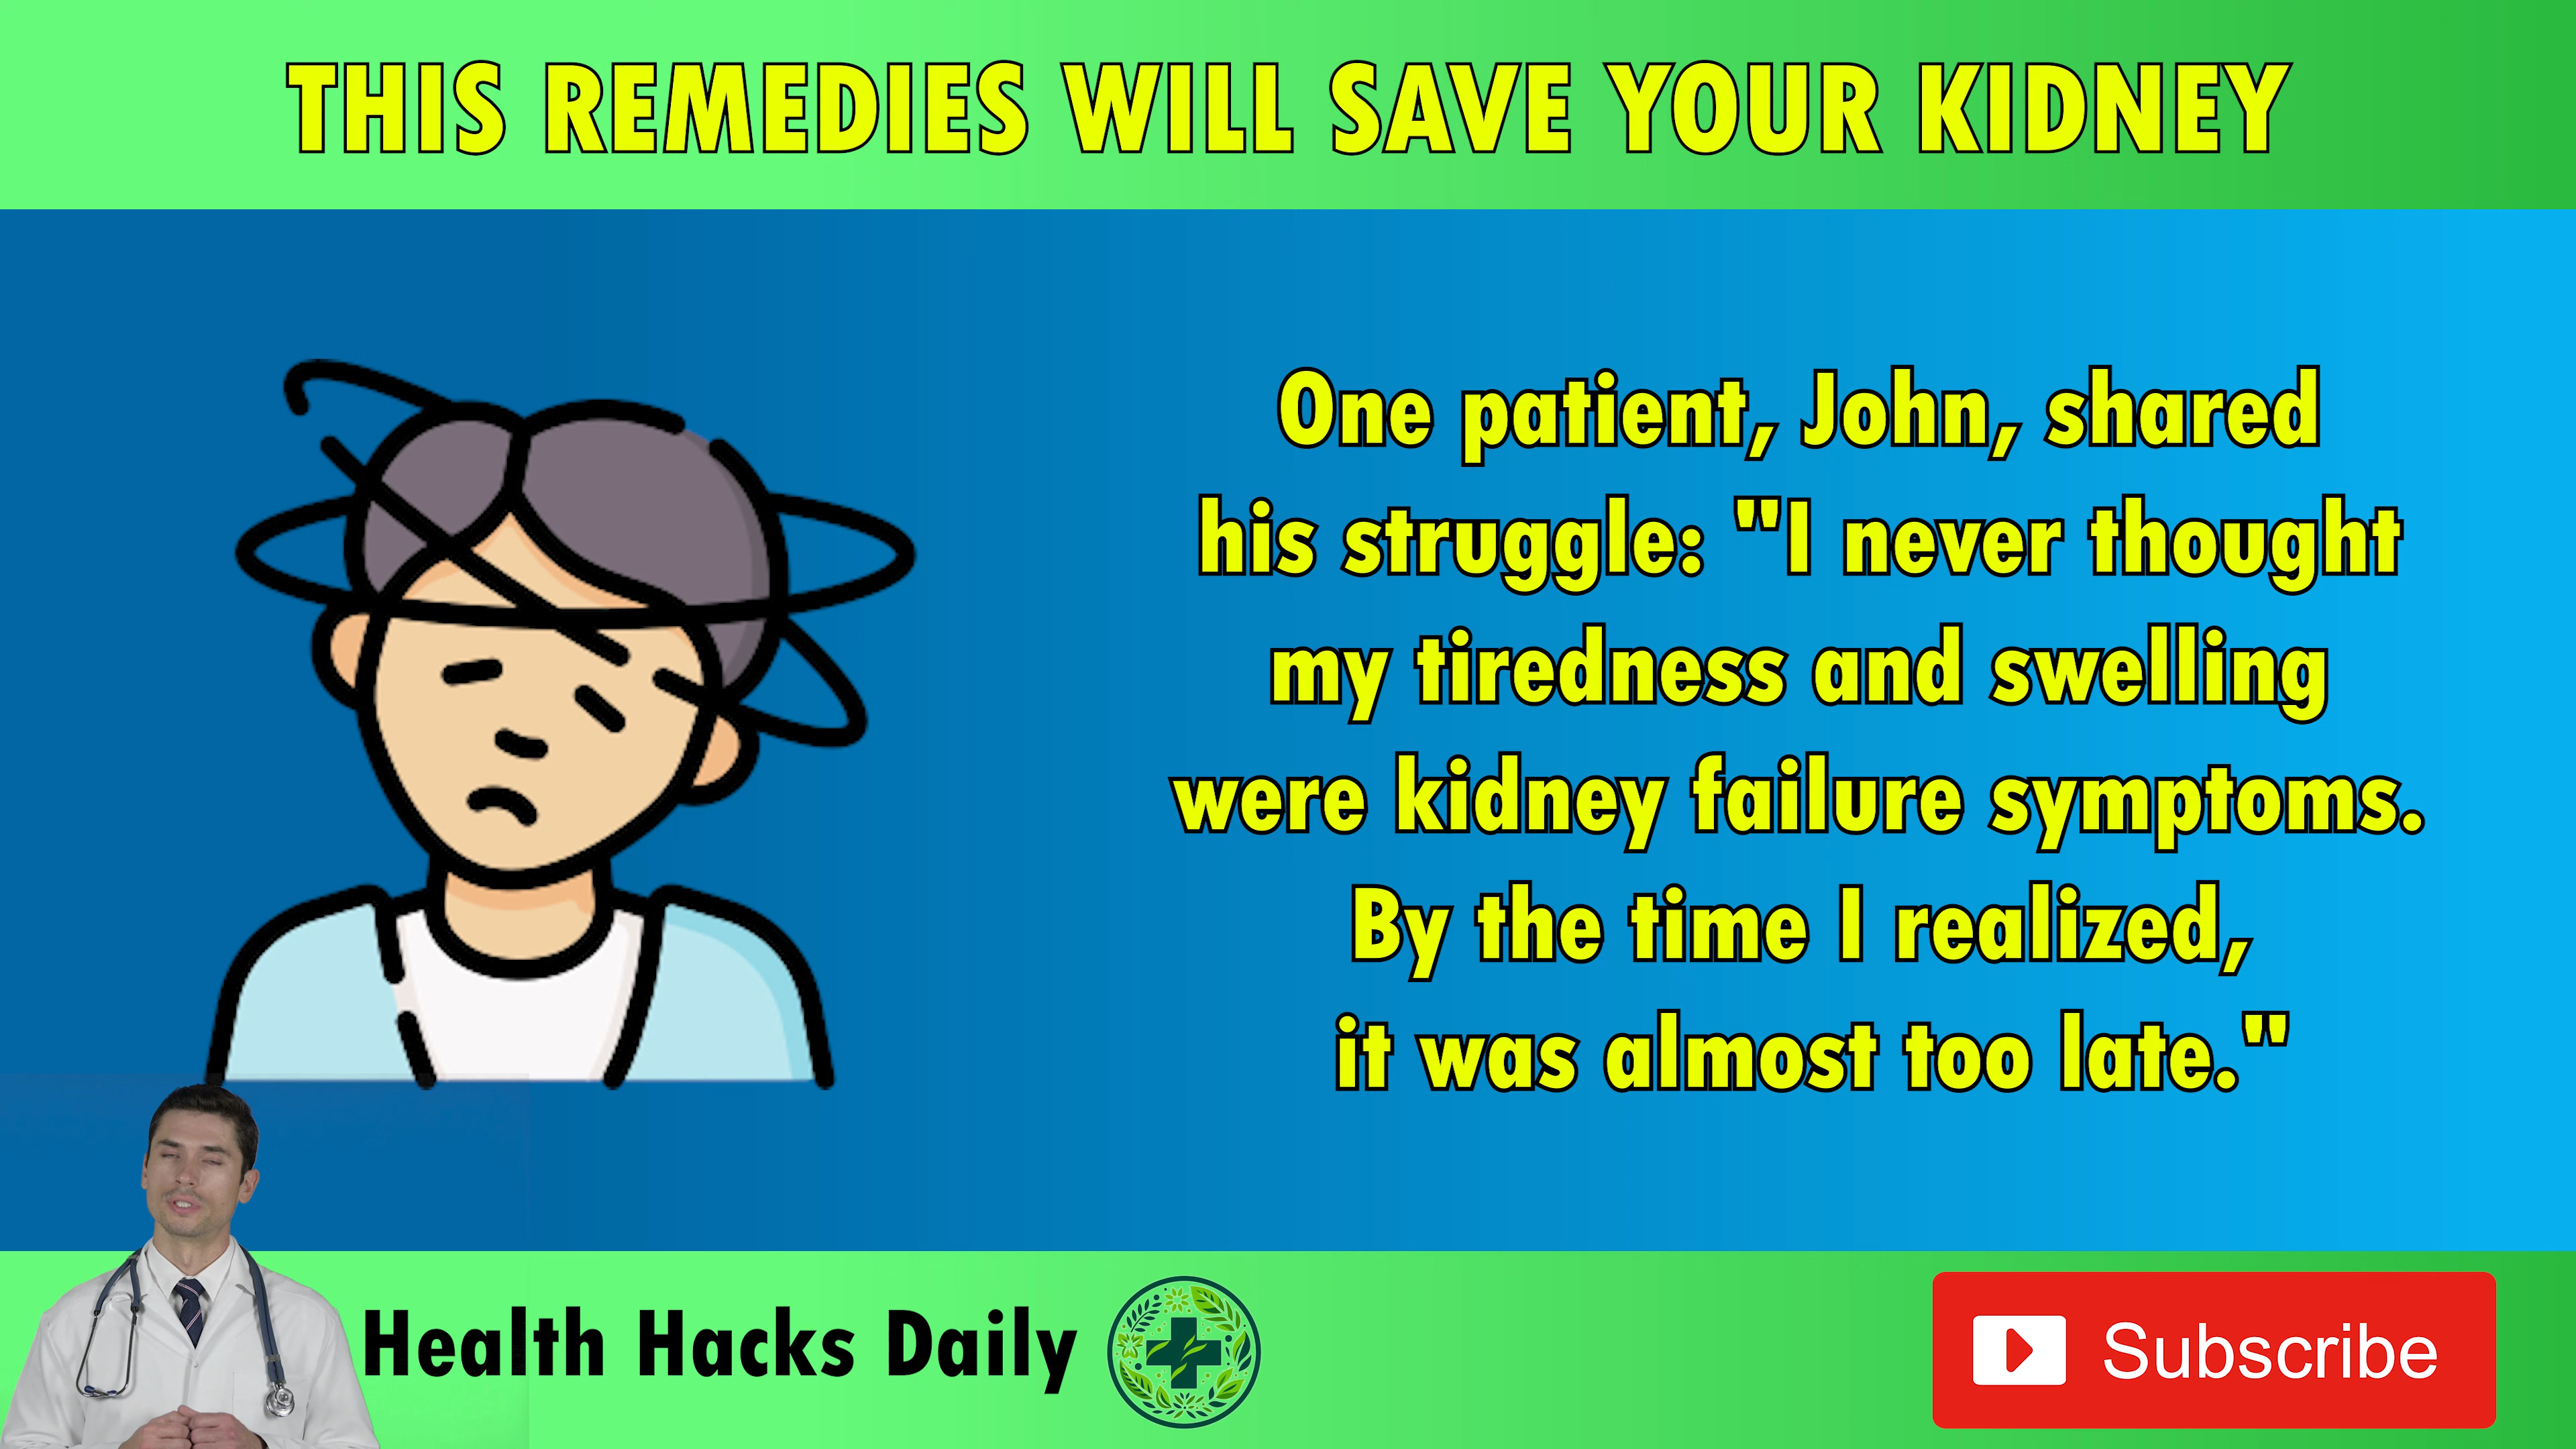 THIS REMEDIES WILL SAVE YOUR KIDNEY
One patient, John, shared
his struggle: "I never thought
my tiredness and swelling
were kidney failure symptoms.
By the time I realized,
it was almost too late."
Health Hacks Daily
Subscribe